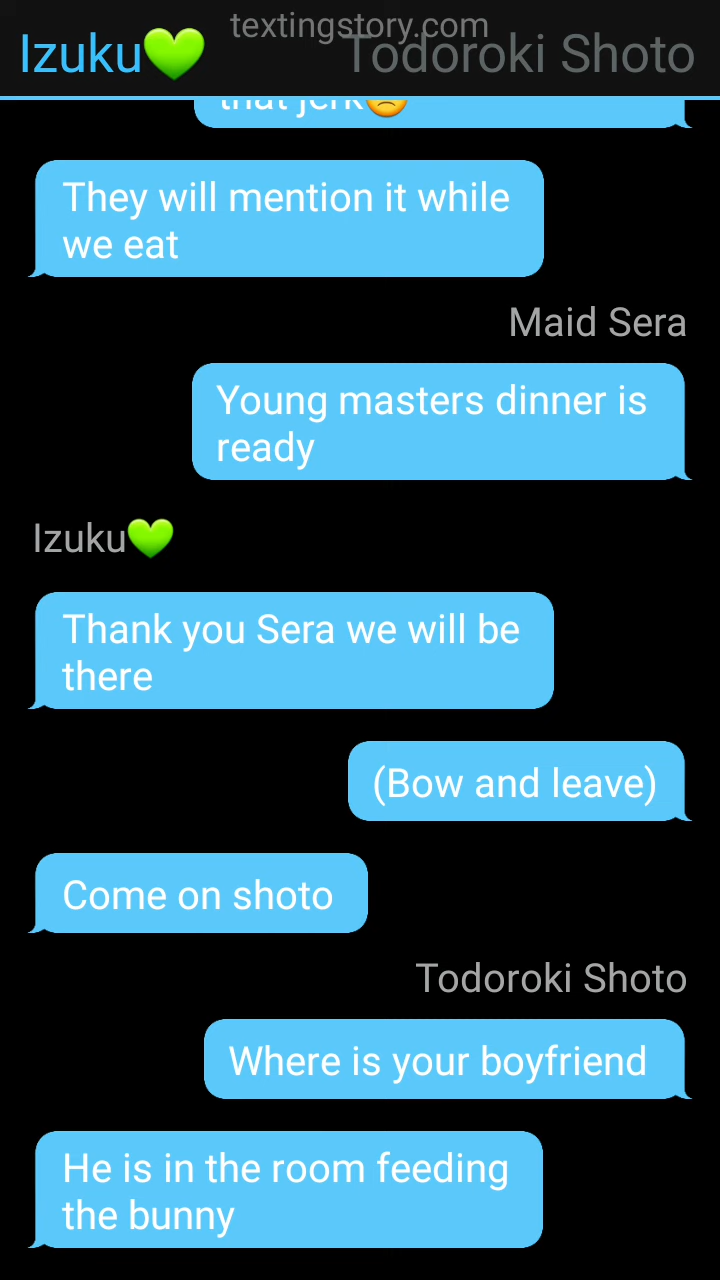 textingstory.com
Izuku💚 Todoroki Shoto
that jerk😞
They will mention it while
we eat
Maid Sera
Young masters dinner is
ready
Izuku💚
Thank you Sera we will be
there
(Bow and leave)
Come on shoto
Todoroki Shoto
Where is your boyfriend
He is in the room feeding
the bunny